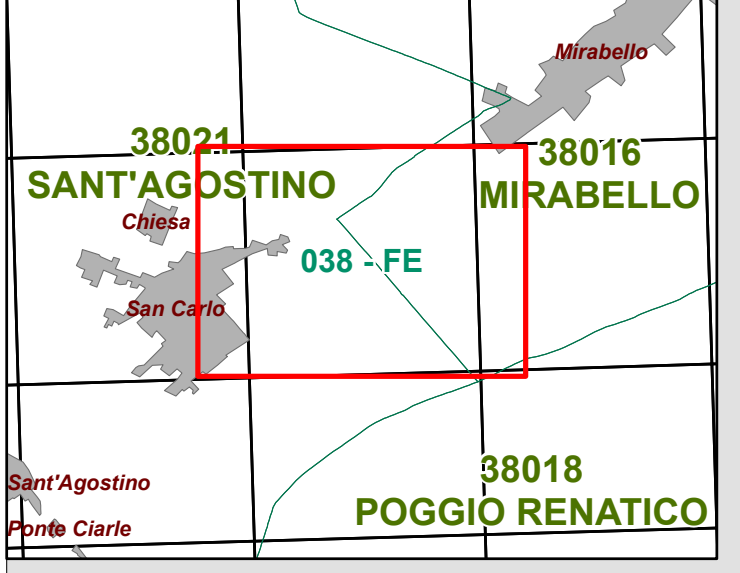 Mirabello
38021
SANT'AGOSTINO
38016
MIRABELLO
Chiesa
038 - FE
San Carlo
38018
POGGIO RENATICO
Sant'Agostino
Ponte Ciarle